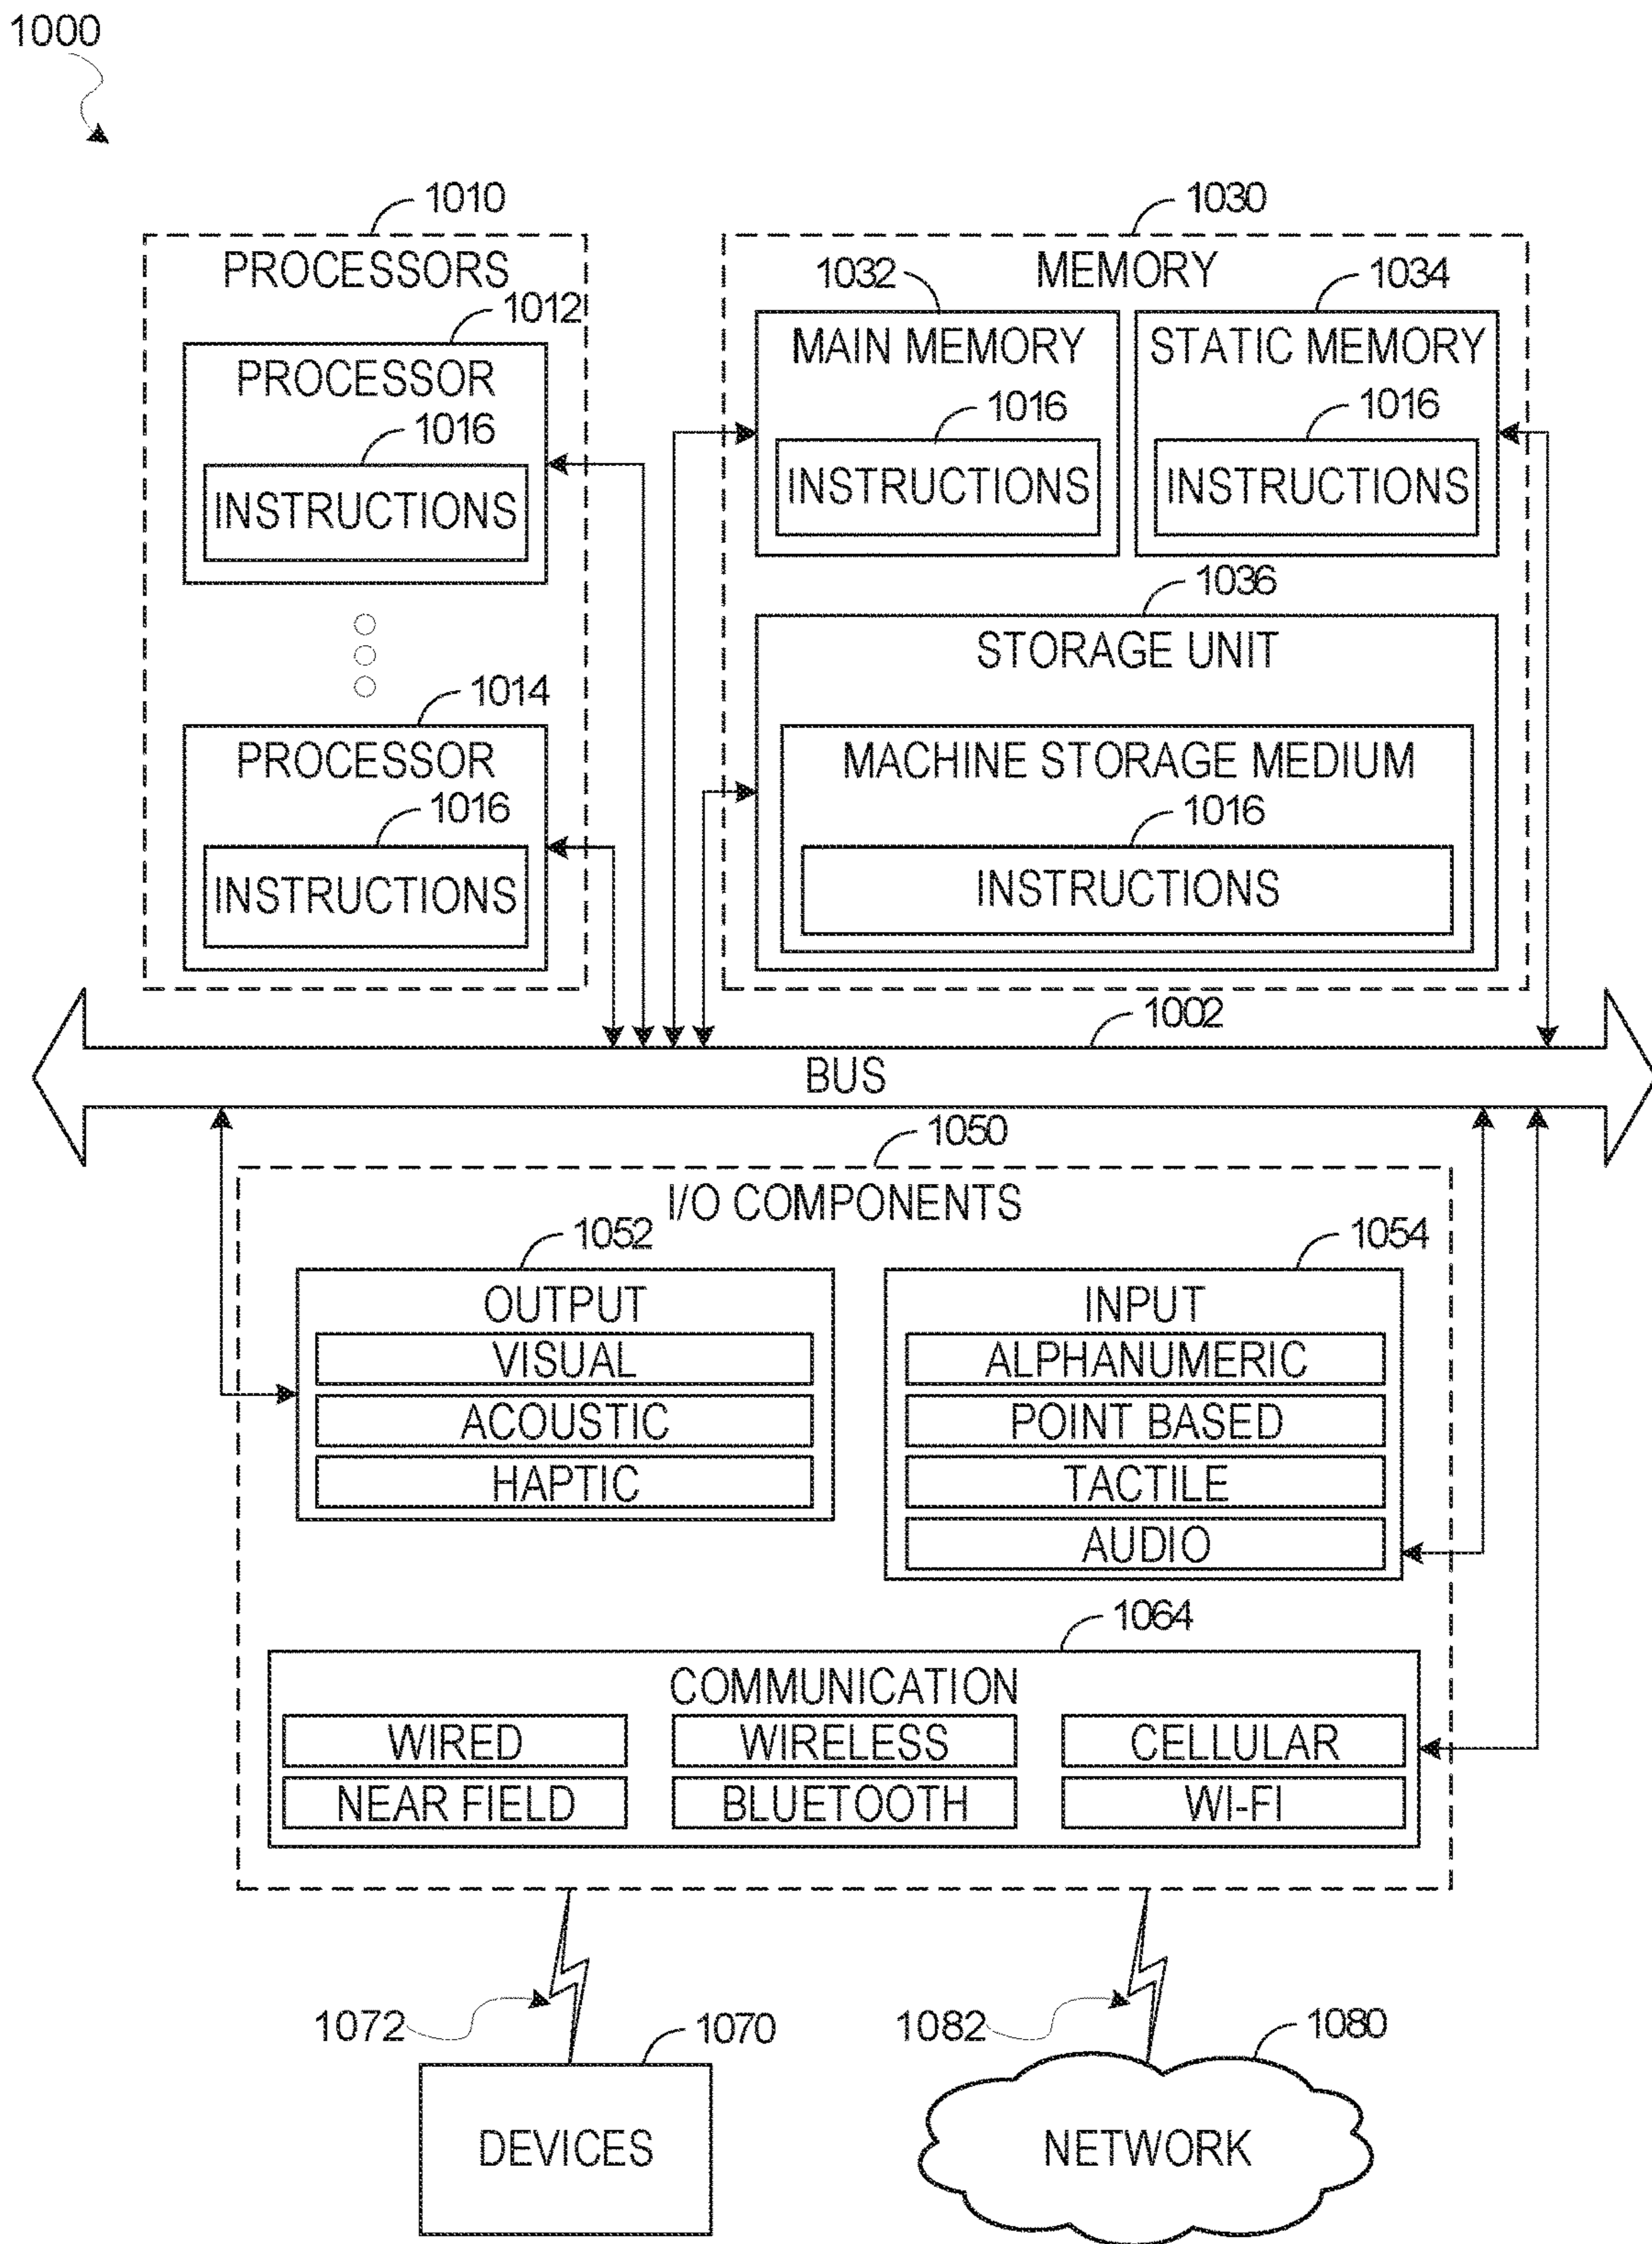 1000
1010
PROCESSORS
1012
PROCESSOR
1016
INSTRUCTIONS
1014
PROCESSOR
1016
INSTRUCTIONS
1030
MEMORY
1032
MAIN MEMORY
1016
INSTRUCTIONS
1034
STATIC MEMORY
1016
INSTRUCTIONS
1036
STORAGE UNIT
MACHINE STORAGE MEDIUM
1016
INSTRUCTIONS
1002
BUS
1050
I/O COMPONENTS
1052
OUTPUT
VISUAL
ACOUSTIC
HAPTIC
1054
INPUT
ALPHANUMERIC
POINT BASED
TACTILE
AUDIO
1064
COMMUNICATION
WIRED
WIRELESS
CELLULAR
NEAR FIELD
BLUETOOTH
WI-FI
1072
1070
DEVICES
1082
1080
NETWORK